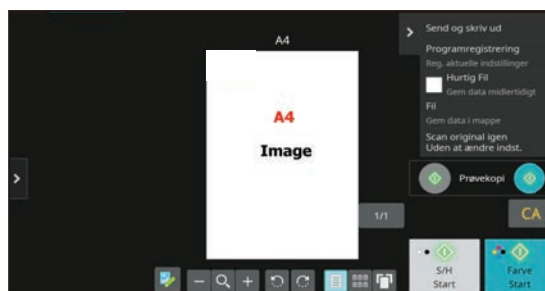 A4
A4
Image
1/1
Send og skriv ud
Programregistrering
Reg. aktuelle indstillinger
Hurtig Fil
Gem data midlertidigt
Fil
Gem data i mappe
Scan original igen
Uden at ændre indst.
Prøvekopi
CA
S/H
Start
Farve
Start